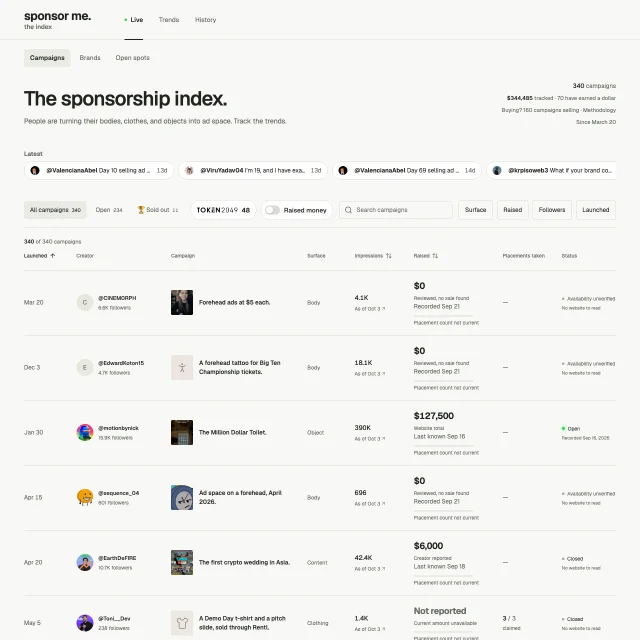 sponsor me.
the index
Live
Trends
History
Campaigns
Brands
Open spots
The sponsorship index.
People are turning their bodies, clothes, and objects into ad space. Track the trends.
340 campaigns
$344,485 tracked · 70 have earned a dollar
Buying? 160 campaigns selling · Methodology
Since March 20
Latest
@ValencianaAbel Day 10 selling ad ... 13d
@ViruYadav04 I'm 19, and I have exa... 13d
@ValencianaAbel Day 69 selling ad ... 14d
@krpisoweb3 What if your brand co...
All campaigns 340
Open 234
Sold out 11
TOKEN2049 48
Raised money
Search campaigns
Surface
Raised
Followers
Launched
340 of 340 campaigns
Launched ↑ Creator Campaign Surface Impressions ↑↓ Raised ↑↓ Placements taken Status
Mar 20
C
@CINEMORPH
6.6K followers
Forehead ads at $5 each.
Body
4.1K
As of Oct 3 ↗
$0
Reviewed, no sale found
Recorded Sep 21
Placement count not current
—
Availability unverified
No website to read
Dec 3
E
@EdwardKoton15
4.7K followers
A forehead tattoo for Big Ten
Championship tickets.
Body
18.1K
As of Oct 3 ↗
$0
Reviewed, no sale found
Recorded Sep 21
Placement count not current
—
Availability unverified
No website to read
Jan 30
@motionbynick
15.9K followers
The Million Dollar Toilet.
Object
390K
As of Oct 3 ↗
$127,500
Website total
Last known Sep 16
Placement count not current
—
Open
Recorded Sep 16, 2026
Apr 15
@sequence_04
601 followers
Ad space on a forehead, April
2026.
Body
696
As of Oct 3 ↗
$0
Reviewed, no sale found
Recorded Sep 21
Placement count not current
—
Availability unverified
No website to read
Apr 20
@EarthDeFIRE
10.7K followers
The first crypto wedding in Asia.
Content
42.4K
As of Oct 3 ↗
$6,000
Creator reported
Last known Sep 18
Placement count not current
—
Closed
No website to read
May 5
@Toni__Dev
238 followers
A Demo Day t-shirt and a pitch
slide, sold through Rentl.
Clothing
1.4K
As of Oct 3 ↗
Not reported
Current amount unavailable
Placement count not current
3 / 3
claimed
Closed
No website to read